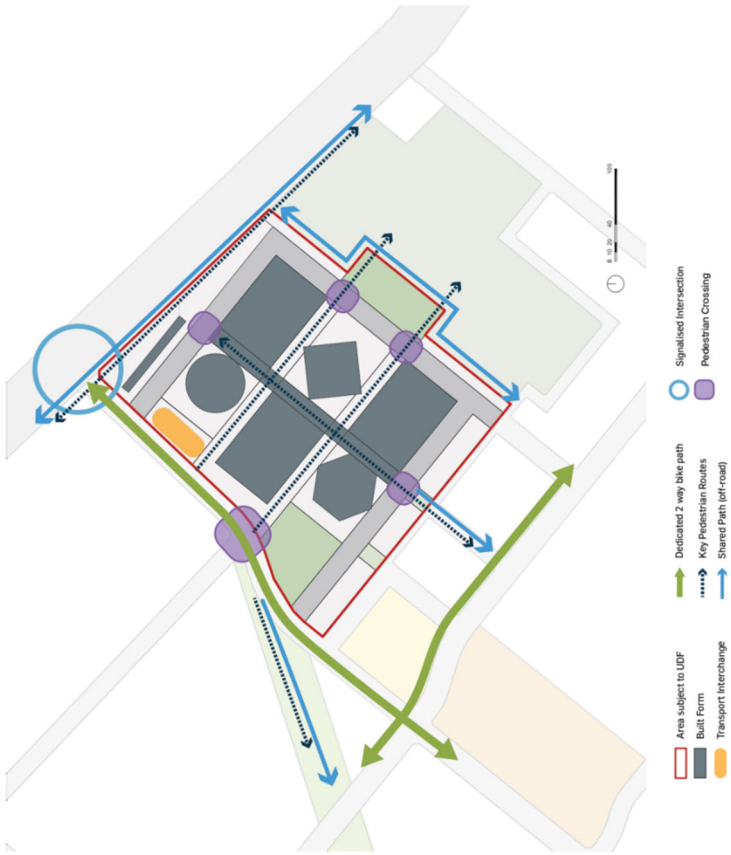 0 10 20 40 100
Area subject to UDF
Built Form
Transport Interchange
Dedicated 2 way bike path
Key Pedestrian Routes
Shared Path (off-road)
Signalised Intersection
Pedestrian Crossing